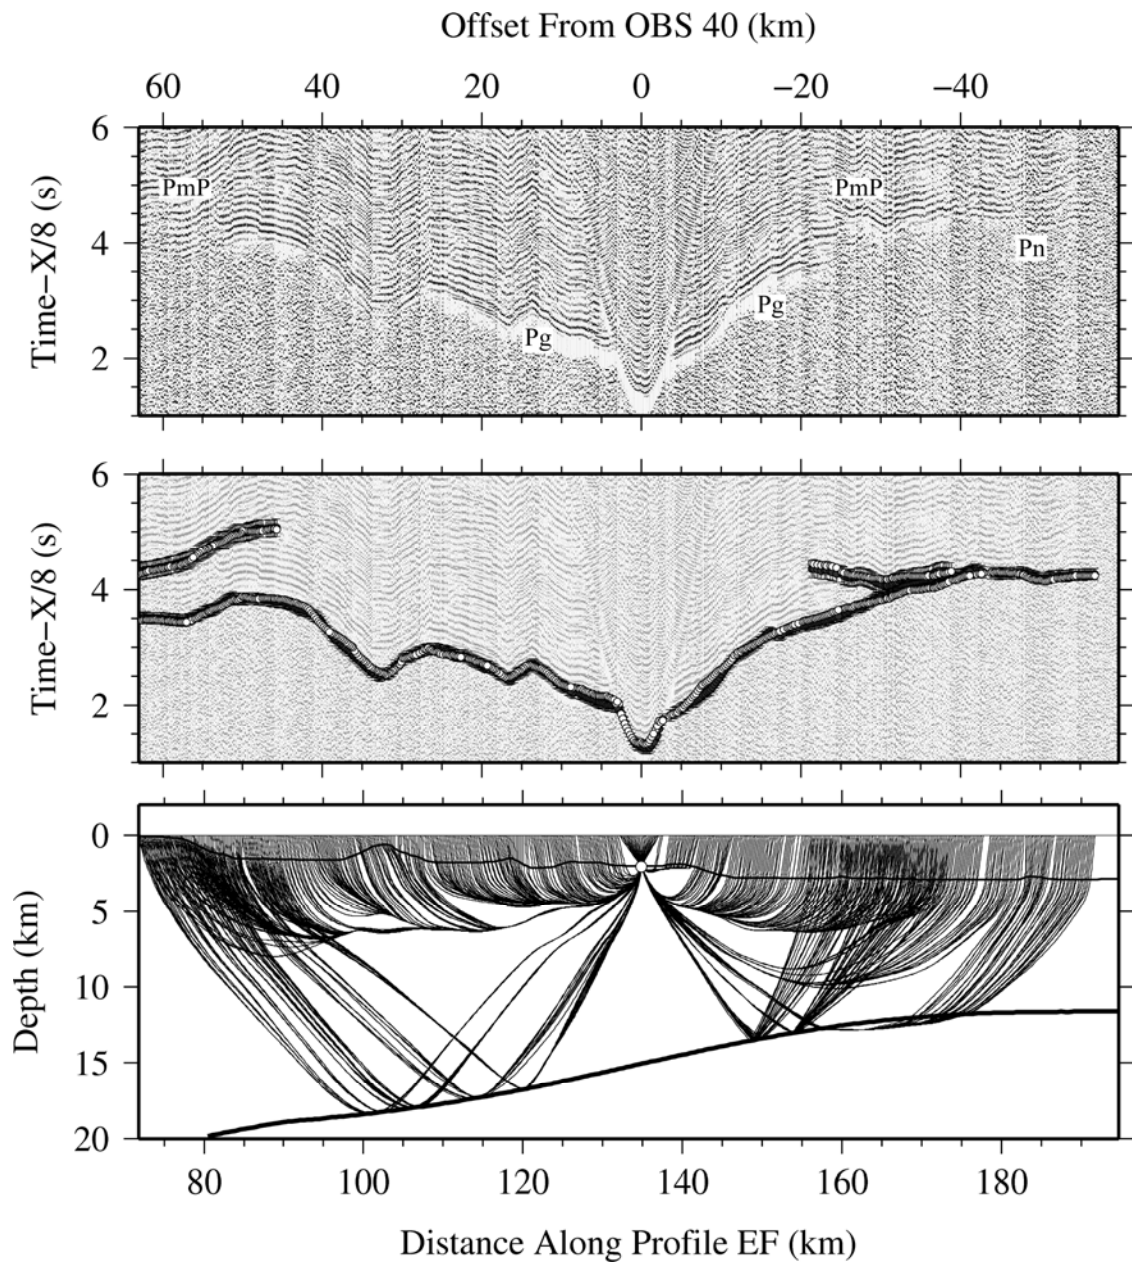 Offset From OBS 40 (km)
60 40 20 0 −20 −40
6
PmP PmP
Time−X/8 (s)
4
Pn
Pg
Pg
2
6
Time−X/8 (s)
4
2
0
5
Depth (km)
10
15
20
80 100 120 140 160 180
Distance Along Profile EF (km)